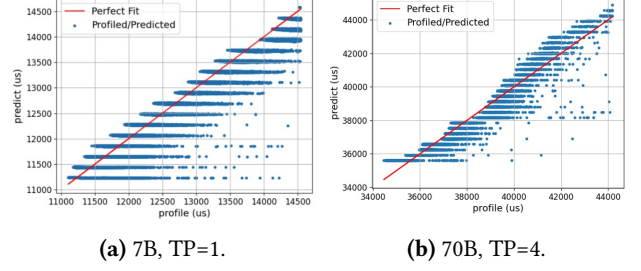 14500
14000
13500
13000
12500
12000
11500
11000
predict (us)
Perfect Fit
Profiled/Predicted
11000 11500 12000 12500 13000 13500 14000 14500
profile (us)
(a) 7B, TP=1.
44000
42000
40000
38000
36000
34000
predict (us)
Perfect Fit
Profiled/Predicted
34000 36000 38000 40000 42000 44000
profile (us)
(b) 70B, TP=4.